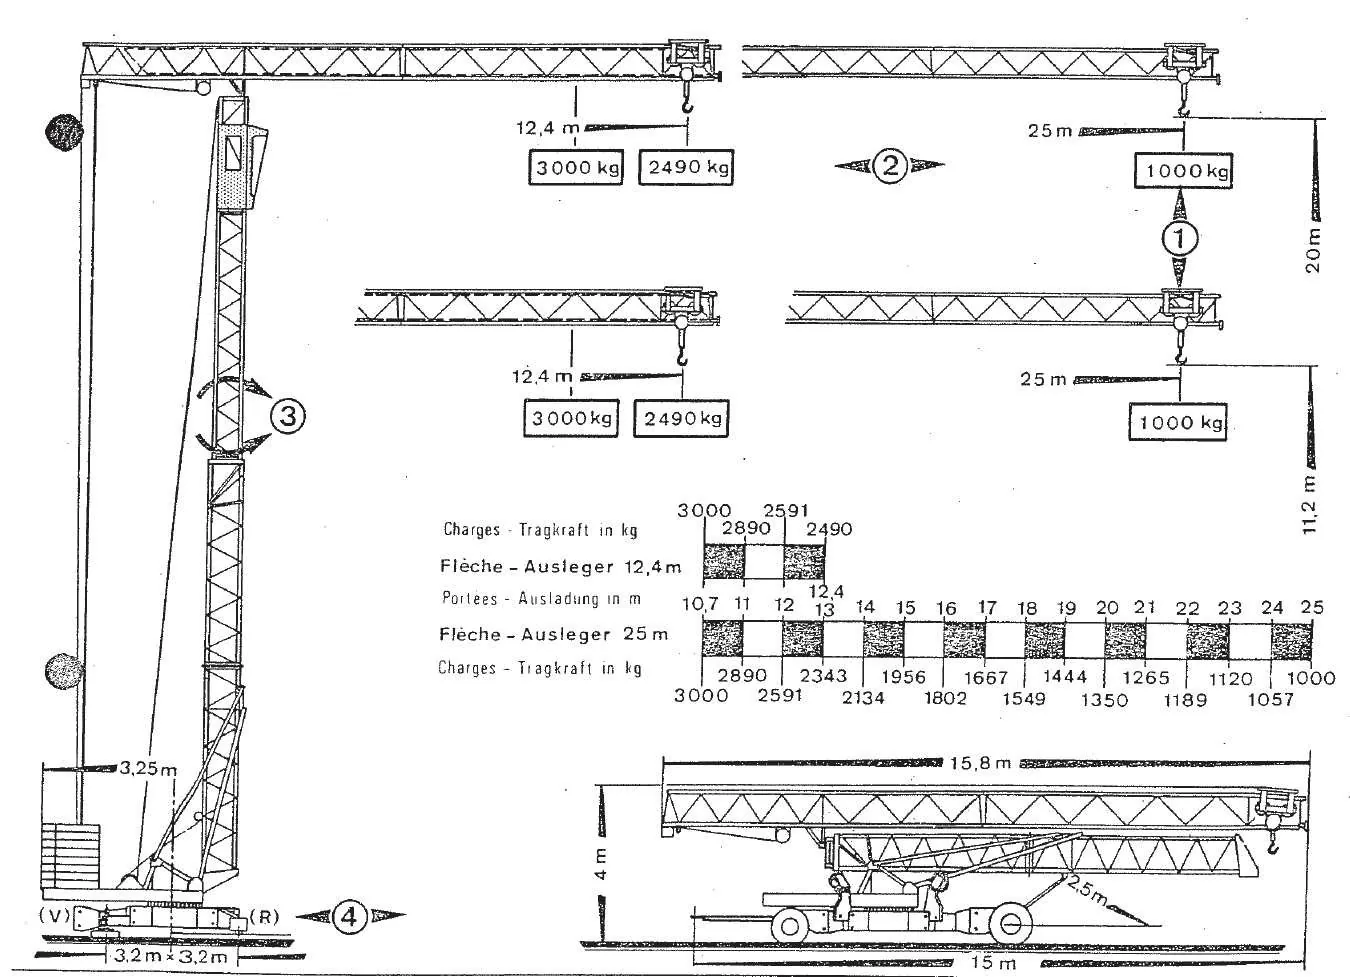 12,4 m
25 m
3000 kg
2490 kg
2
1000 kg
1
20 m
12,4 m
25 m
3000 kg
2490 kg
1000 kg
3
11,2 m
3000 2591
Charges - Tragkraft in kg 2890 2490
Flèche - Ausleger 12,4 m
12,4
Portées - Ausladung in m 10,7 11 12 13 14 15 16 17 18 19 20 21 22 23 24 25
Flèche - Ausleger 25 m
Charges - Tragkraft in kg 2890 2343 1956 1667 1444 1265 1120 1000
3000 2591 2134 1802 1549 1350 1189 1057
3,25 m
15,8 m
4 m
2,5m
(V) (R) 4
3,2 m × 3,2 m
15 m